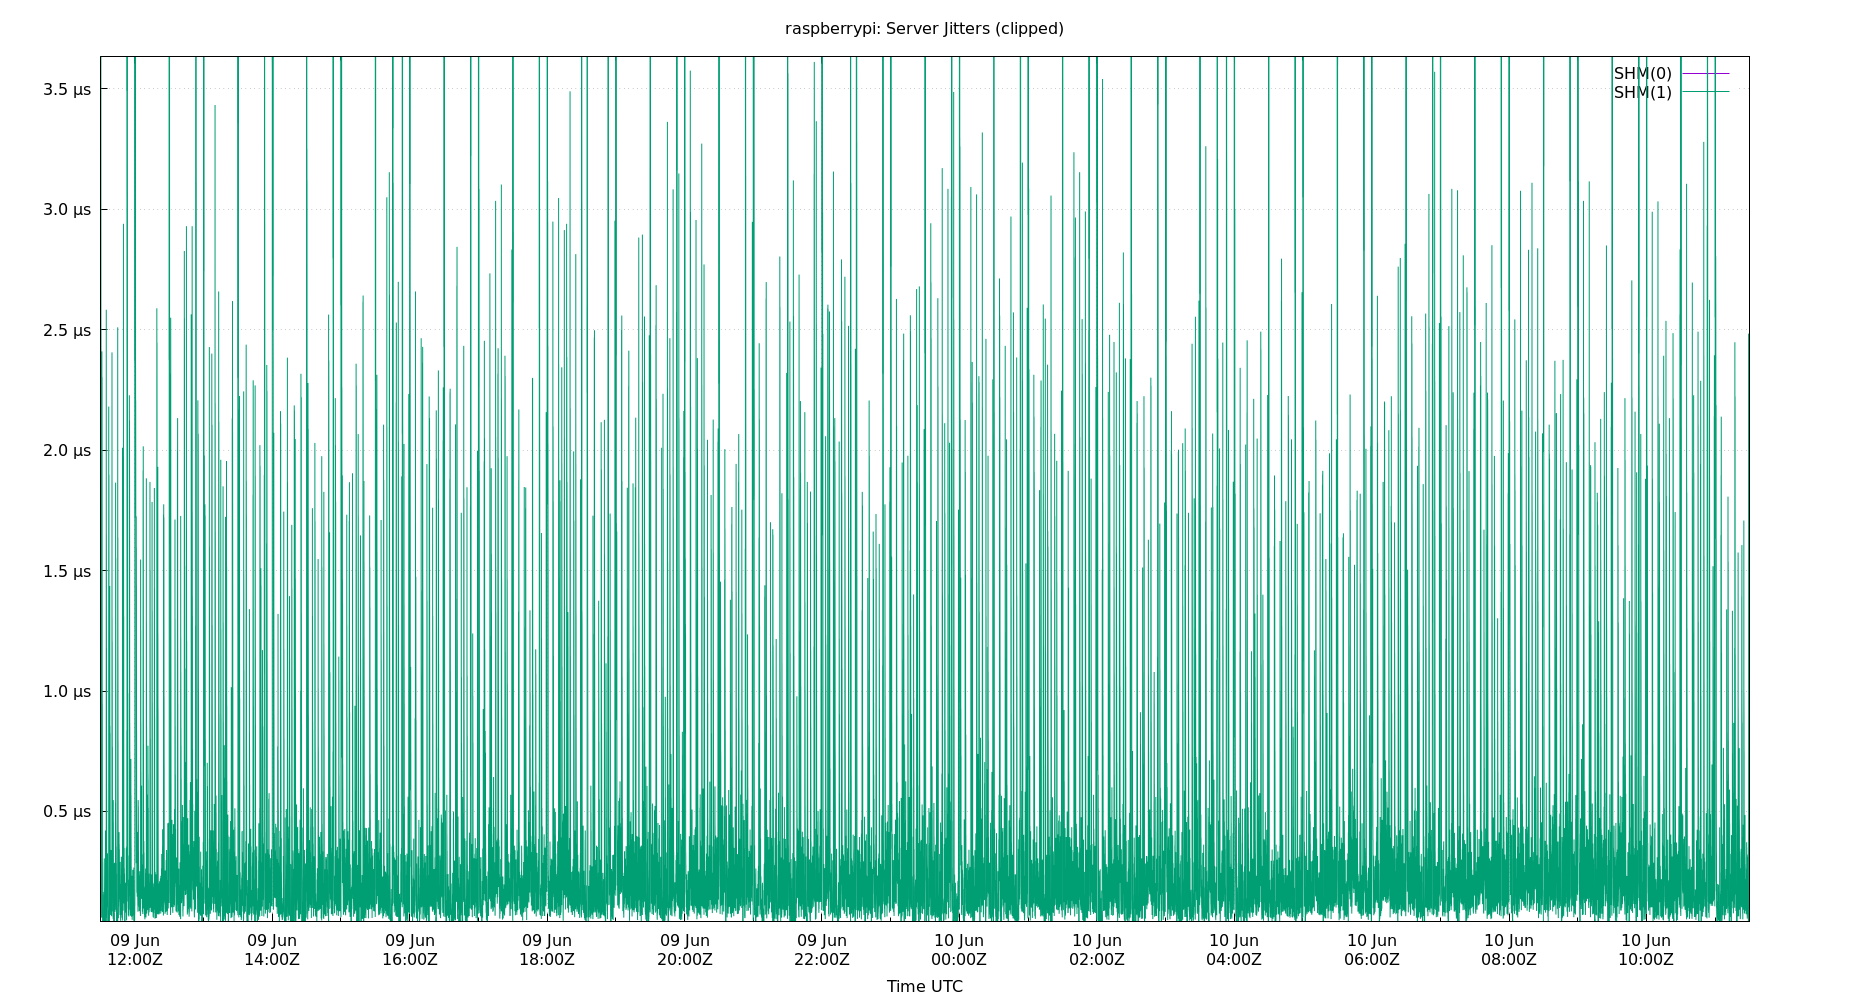 raspberrypi: Server Jitters (clipped)
SHM(0)
SHM(1)
3.5 µs
3.0 µs
2.5 µs
2.0 µs
1.5 µs
1.0 µs
0.5 µs
09 Jun 09 Jun 09 Jun 09 Jun 09 Jun 09 Jun 10 Jun 10 Jun 10 Jun 10 Jun 10 Jun 10 Jun
12:00Z 14:00Z 16:00Z 18:00Z 20:00Z 22:00Z 00:00Z 02:00Z 04:00Z 06:00Z 08:00Z 10:00Z
Time UTC